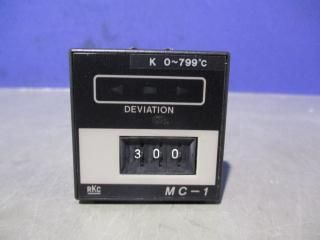 K 0~799℃
DEVIATION
300
RKC
MC-1